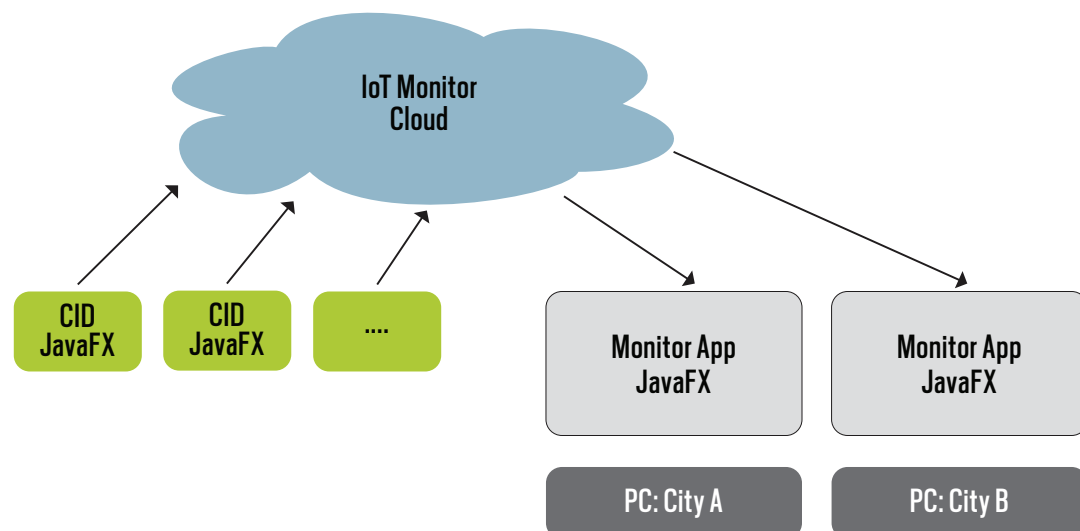 IoT Monitor
Cloud
CID
JavaFX
CID
JavaFX
....
Monitor App
JavaFX
Monitor App
JavaFX
PC: City A
PC: City B